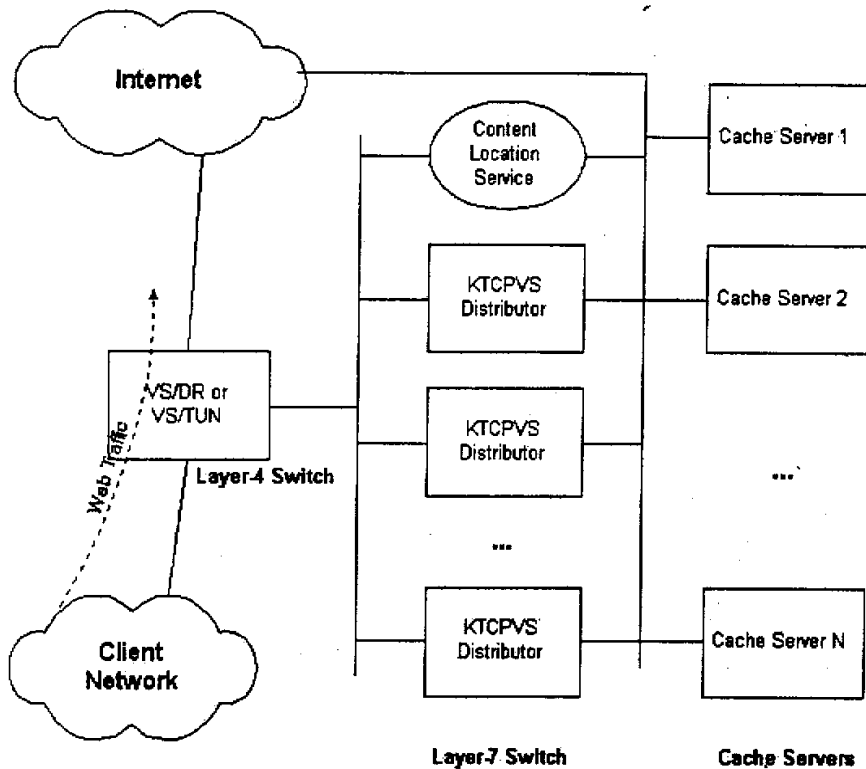 Internet
Content
Location
Service
Cache Server 1
KTCPVS
Distributor
Cache Server 2
VS/DR or
VS/TUN
Layer-4 Switch
Web Traffic
KTCPVS
Distributor
...
...
KTCPVS
Distributor
Cache Server N
Client
Network
Layer-7 Switch
Cache Servers